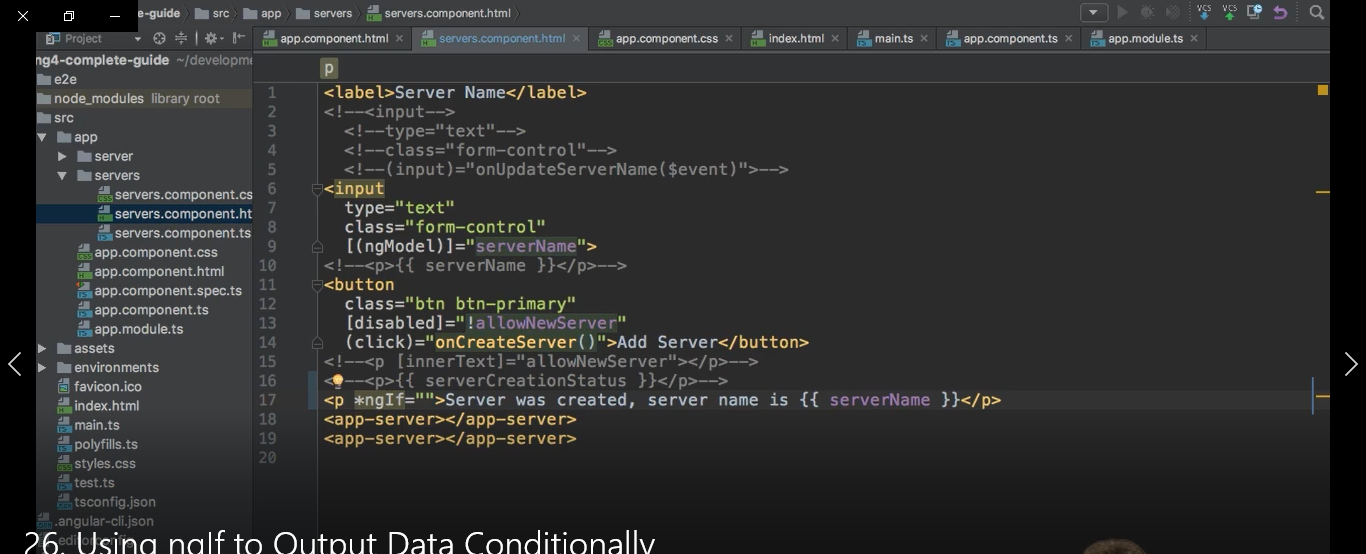 e-guide src app servers servers.component.html
VCS VCS
Project
app.component.html servers.component.html app.component.css index.html main.ts app.component.ts app.module.ts
ng4-complete-guide ~/developme
e2e
node_modules library root
src
app
server
servers
servers.component.cs
servers.component.ht
servers.component.ts
app.component.css
app.component.html
app.component.spec.ts
app.component.ts
app.module.ts
assets
environments
favicon.ico
index.html
main.ts
polyfills.ts
styles.css
test.ts
tsconfig.json
.angular-cli.json
.editorconfig
p
1 <label>Server Name</label>
2 <!--<input-->
3 <!--type="text"-->
4 <!--class="form-control"-->
5 <!--(input)="onUpdateServerName($event)">-->
6 <input
7 type="text"
8 class="form-control"
9 [(ngModel)]="serverName">
10 <!--<p>{{ serverName }}</p>-->
11 <button
12 class="btn btn-primary"
13 [disabled]="!allowNewServer"
14 (click)="onCreateServer()">Add Server</button>
15 <!--<p [innerText]="allowNewServer"></p>-->
16 <!--<p>{{ serverCreationStatus }}</p>-->
17 <p *ngIf="">Server was created, server name is {{ serverName }}</p>
18 <app-server></app-server>
19 <app-server></app-server>
20
26. Using ngIf to Output Data Conditionally